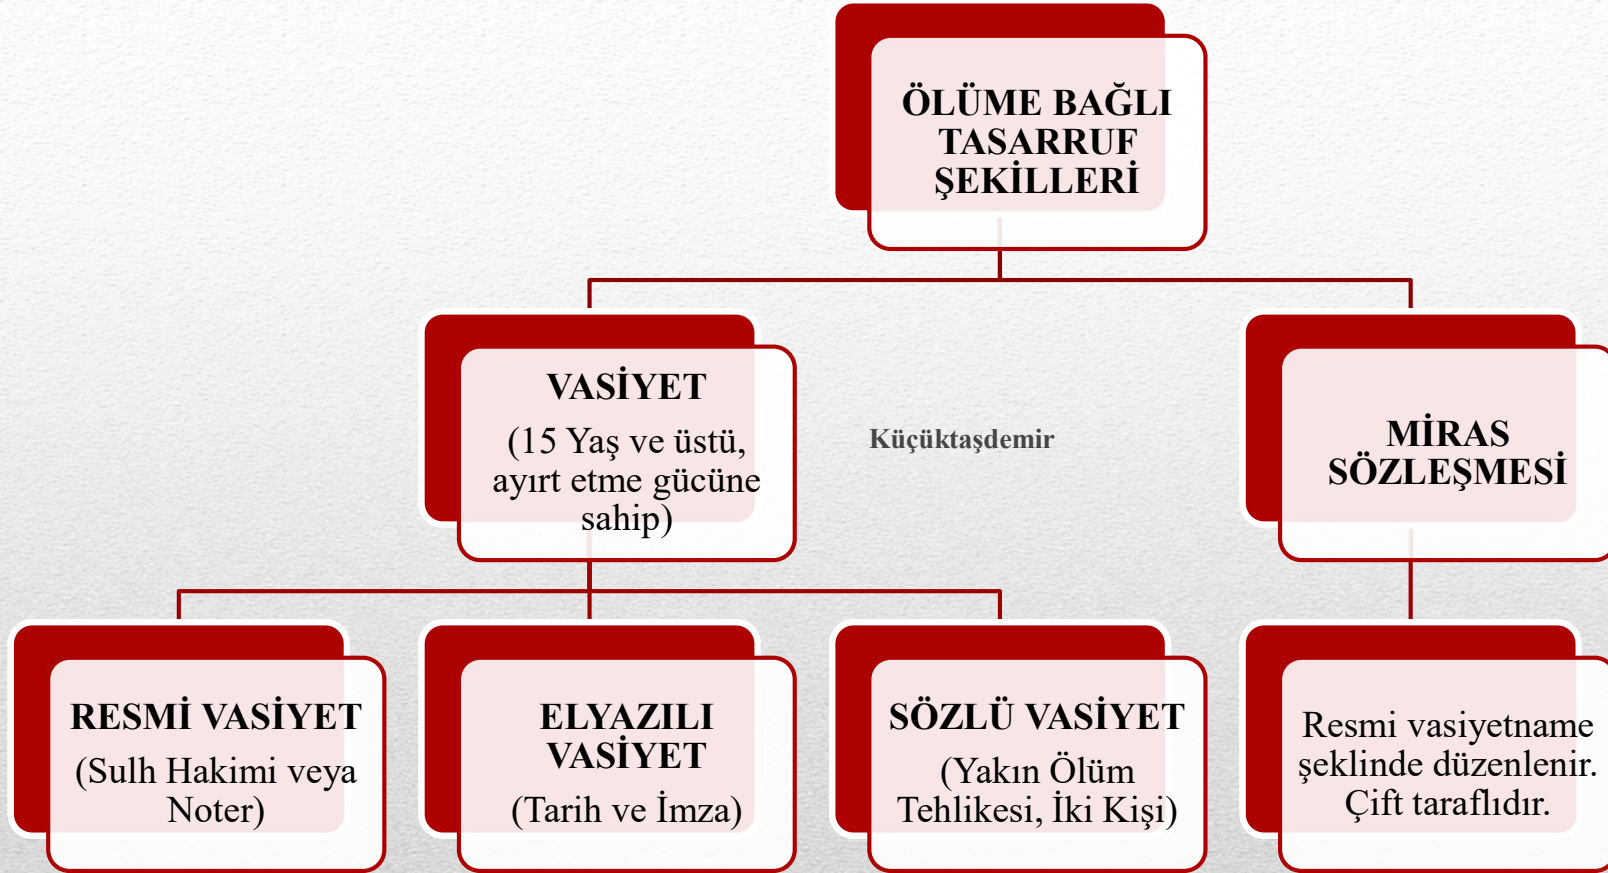 ÖLÜME BAĞLI
TASARRUF
ŞEKİLLERİ
VASİYET
(15 Yaş ve üstü,
ayırt etme gücüne
sahip)
Küçüktaşdemir
MİRAS
SÖZLEŞMESİ
RESMİ VASİYET
(Sulh Hakimi veya
Noter)
ELYAZILI
VASİYET
(Tarih ve İmza)
SÖZLÜ VASİYET
(Yakın Ölüm
Tehlikesi, İki Kişi)
Resmi vasiyetname
şeklinde düzenlenir.
Çift taraflıdır.